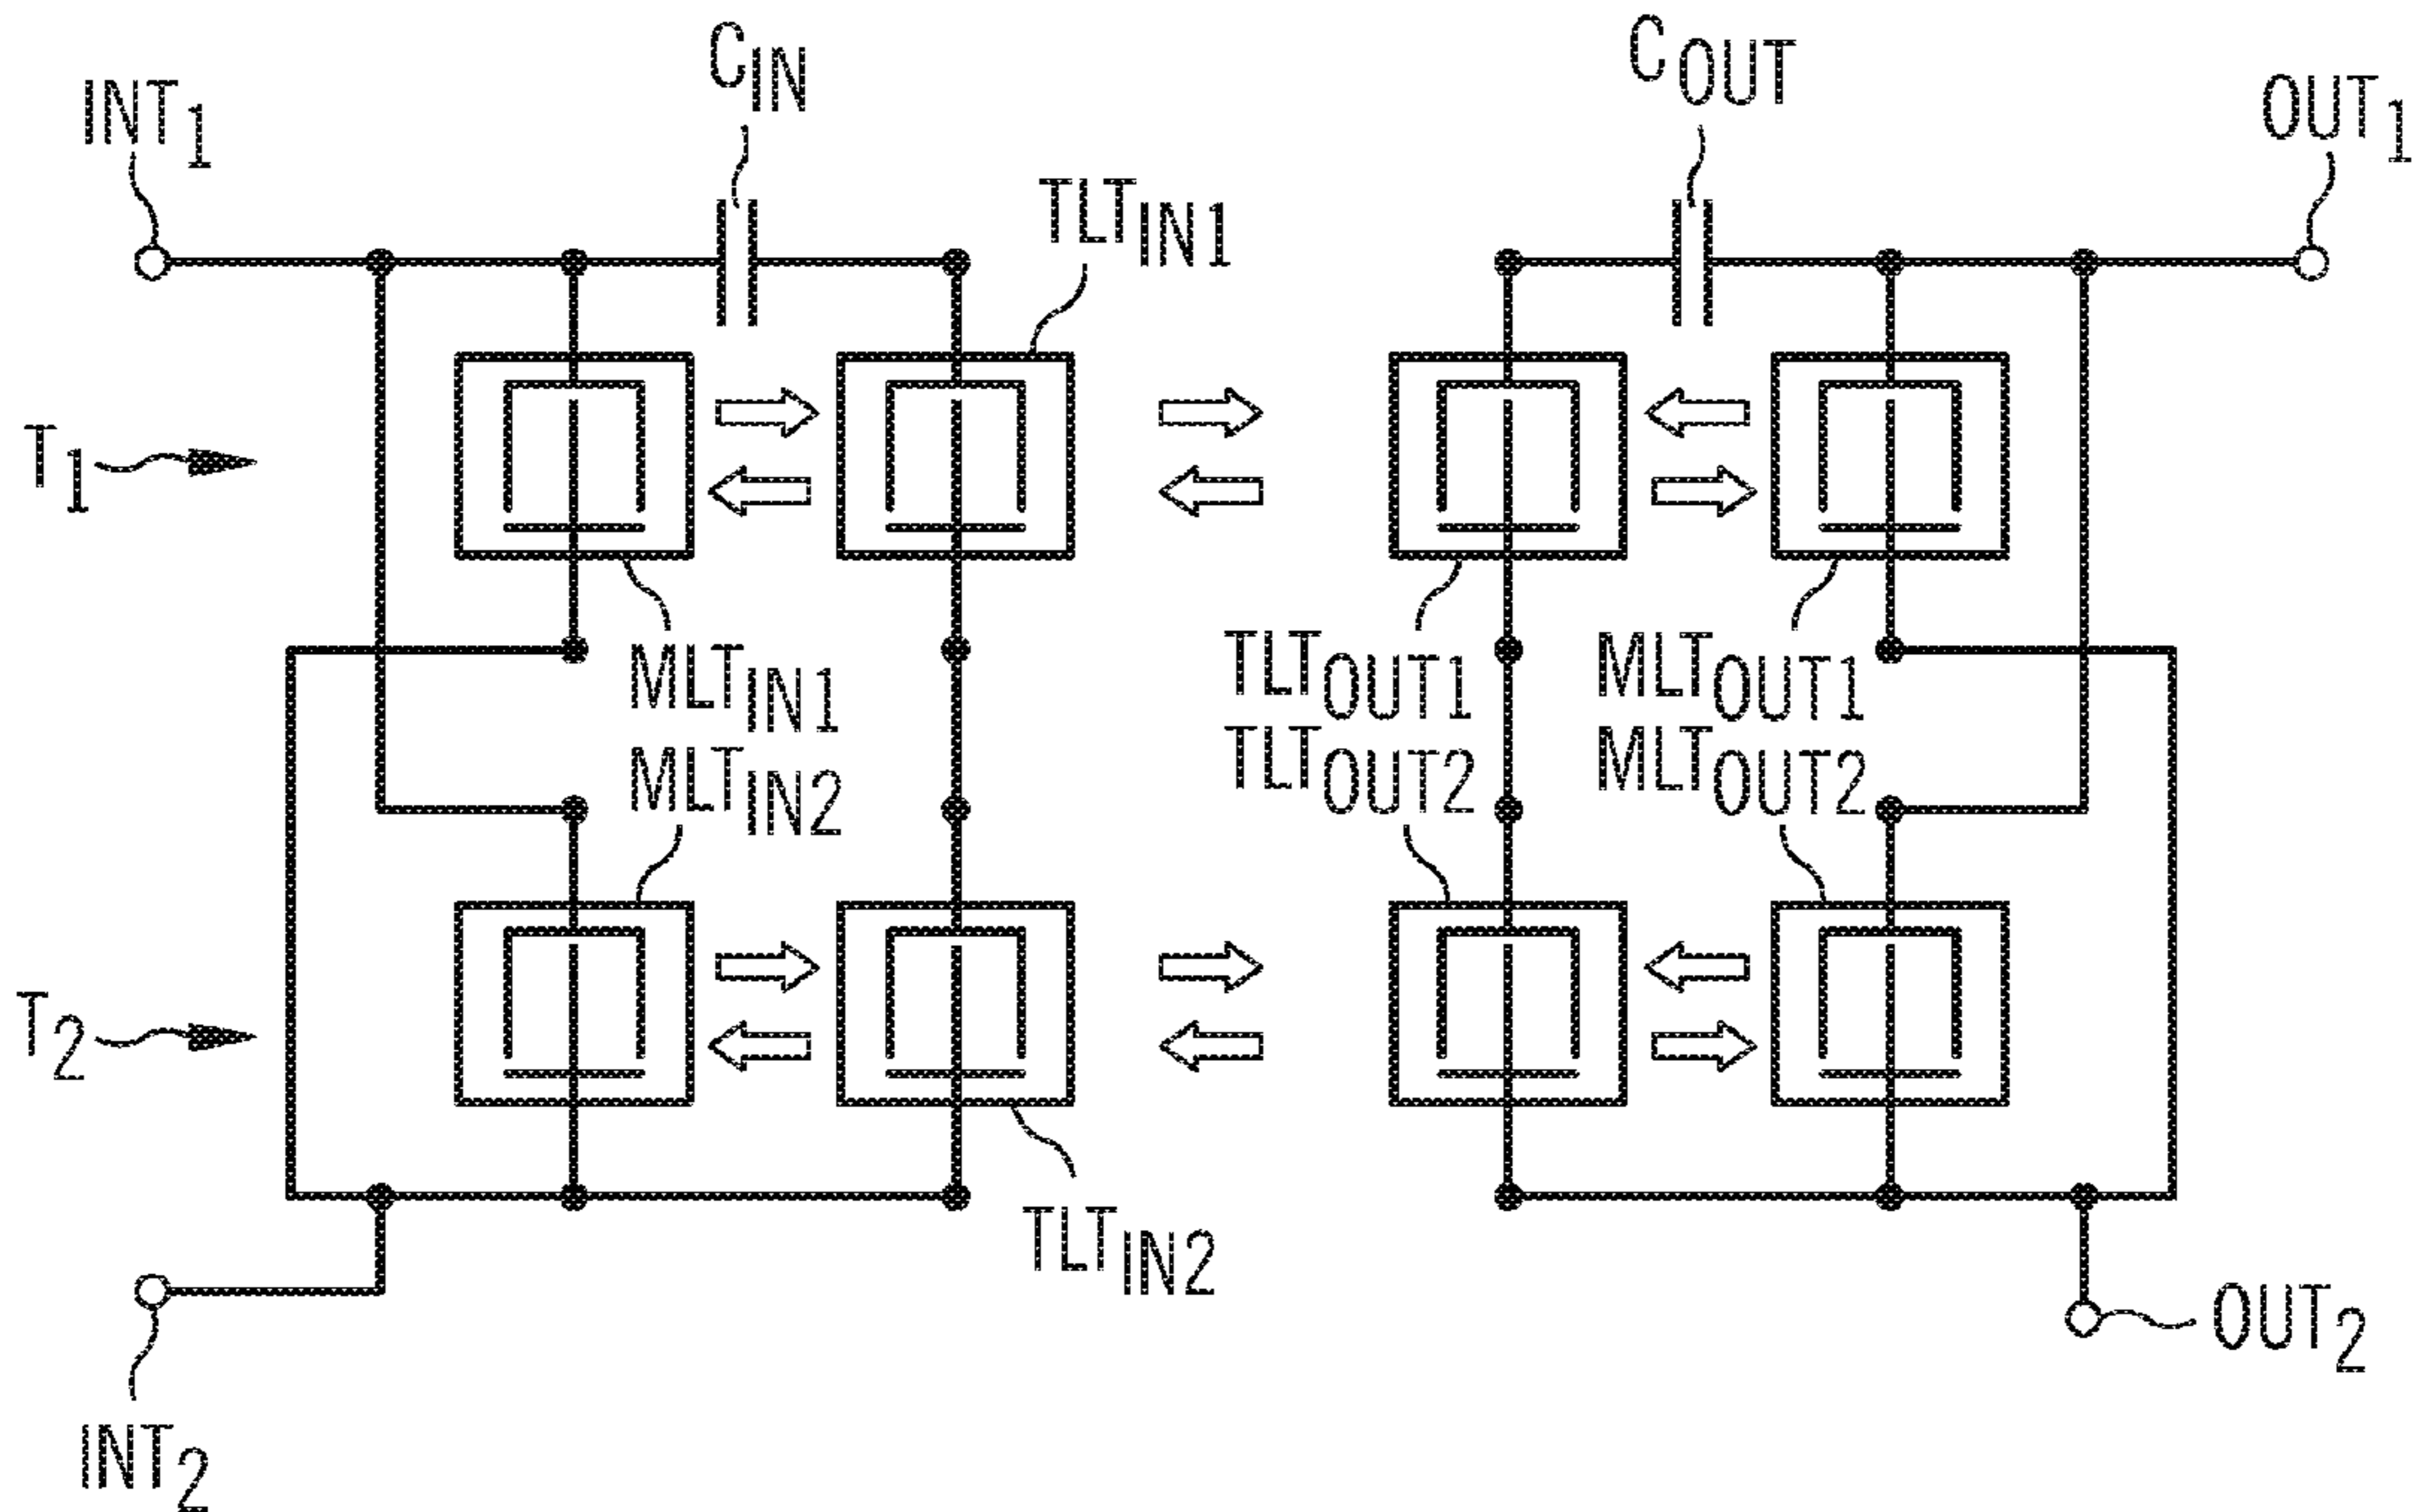 C_IN
C_OUT
INT_1
OUT_1
TLT_IN1
T_1
MLT_IN1
TLT_OUT1
MLT_OUT1
MLT_IN2
TLT_OUT2
MLT_OUT2
T_2
TLT_IN2
OUT_2
INT_2